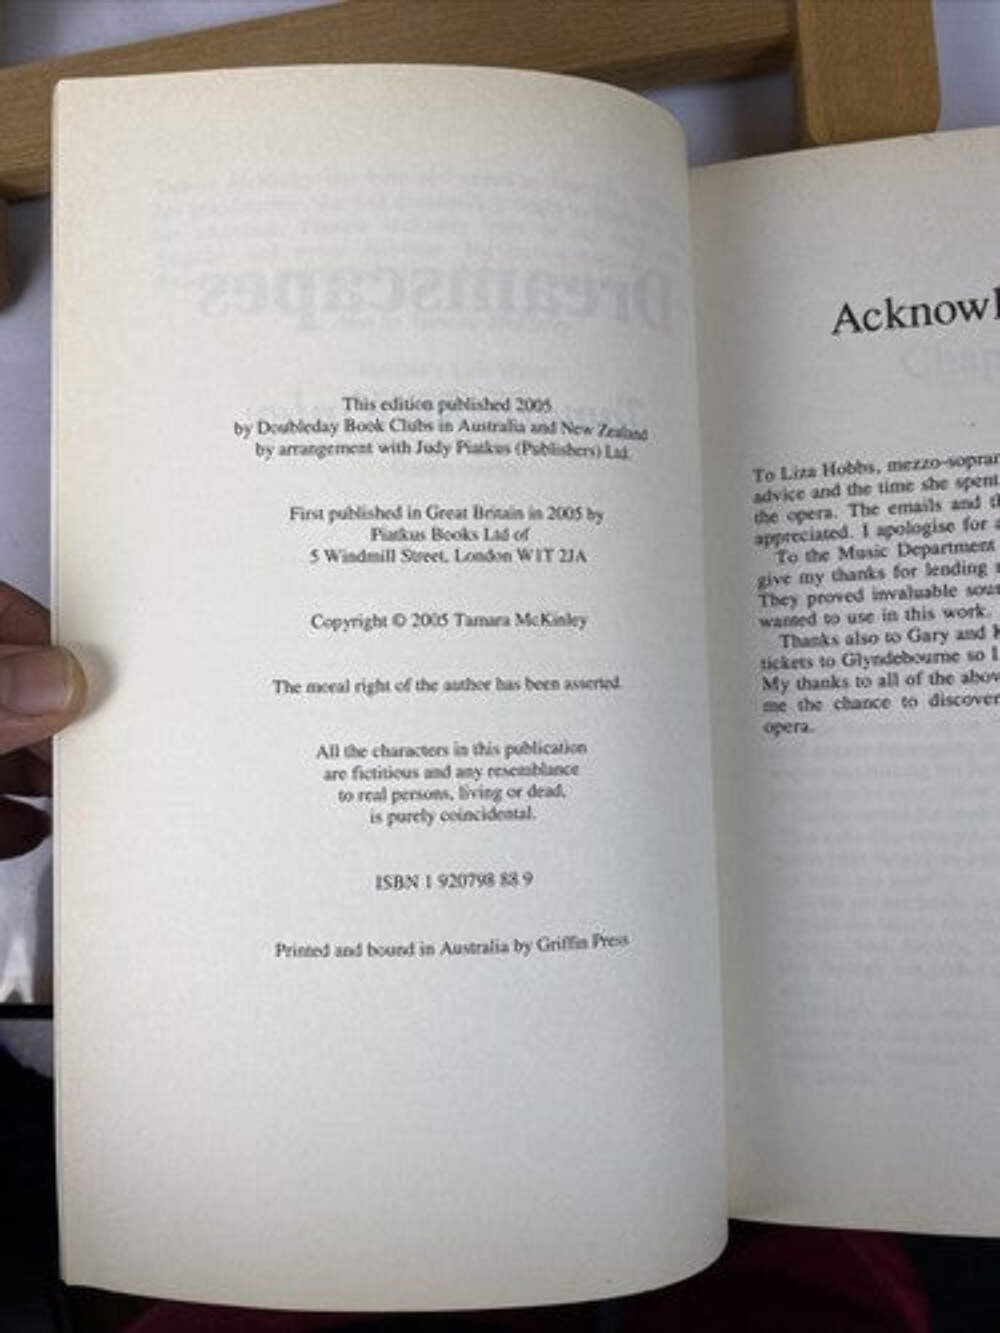 This edition published 2005
by Doubleday Book Clubs in Australia and New Zealand
by arrangement with Judy Piatkus (Publishers) Ltd.
First published in Great Britain in 2005 by
Piatkus Books Ltd of
5 Windmill Street, London W1T 2JA
Copyright © 2005 Tamara McKinley
The moral right of the author has been asserted.
All the characters in this publication
are fictitious and any resemblance
to real persons, living or dead,
is purely coincidental.
ISBN 1 920798 88 9
Printed and bound in Australia by Griffin Press
Dreamscapes
Acknowl
To Liza Hobbs, mezzo-sopran
advice and the time she spent
the opera. The emails and
appreciated. I apologise for
To the Music Department
give my thanks for lending
They proved invaluable
wanted to use in this work.
Thanks also to Gary and
tickets to Glyndebourne so I
My thanks to all of the above
me the chance to discover
opera.